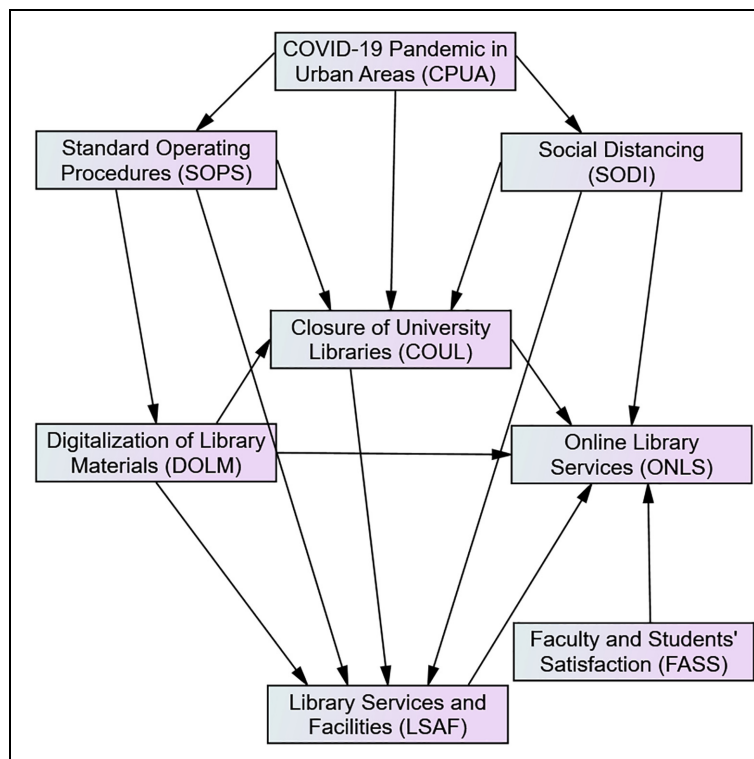 COVID-19 Pandemic in
Urban Areas (CPUA)
Standard Operating
Procedures (SOPS)
Social Distancing
(SODI)
Closure of University
Libraries (COUL)
Digitalization of Library
Materials (DOLM)
Online Library
Services (ONLS)
Faculty and Students'
Satisfaction (FASS)
Library Services and
Facilities (LSAF)